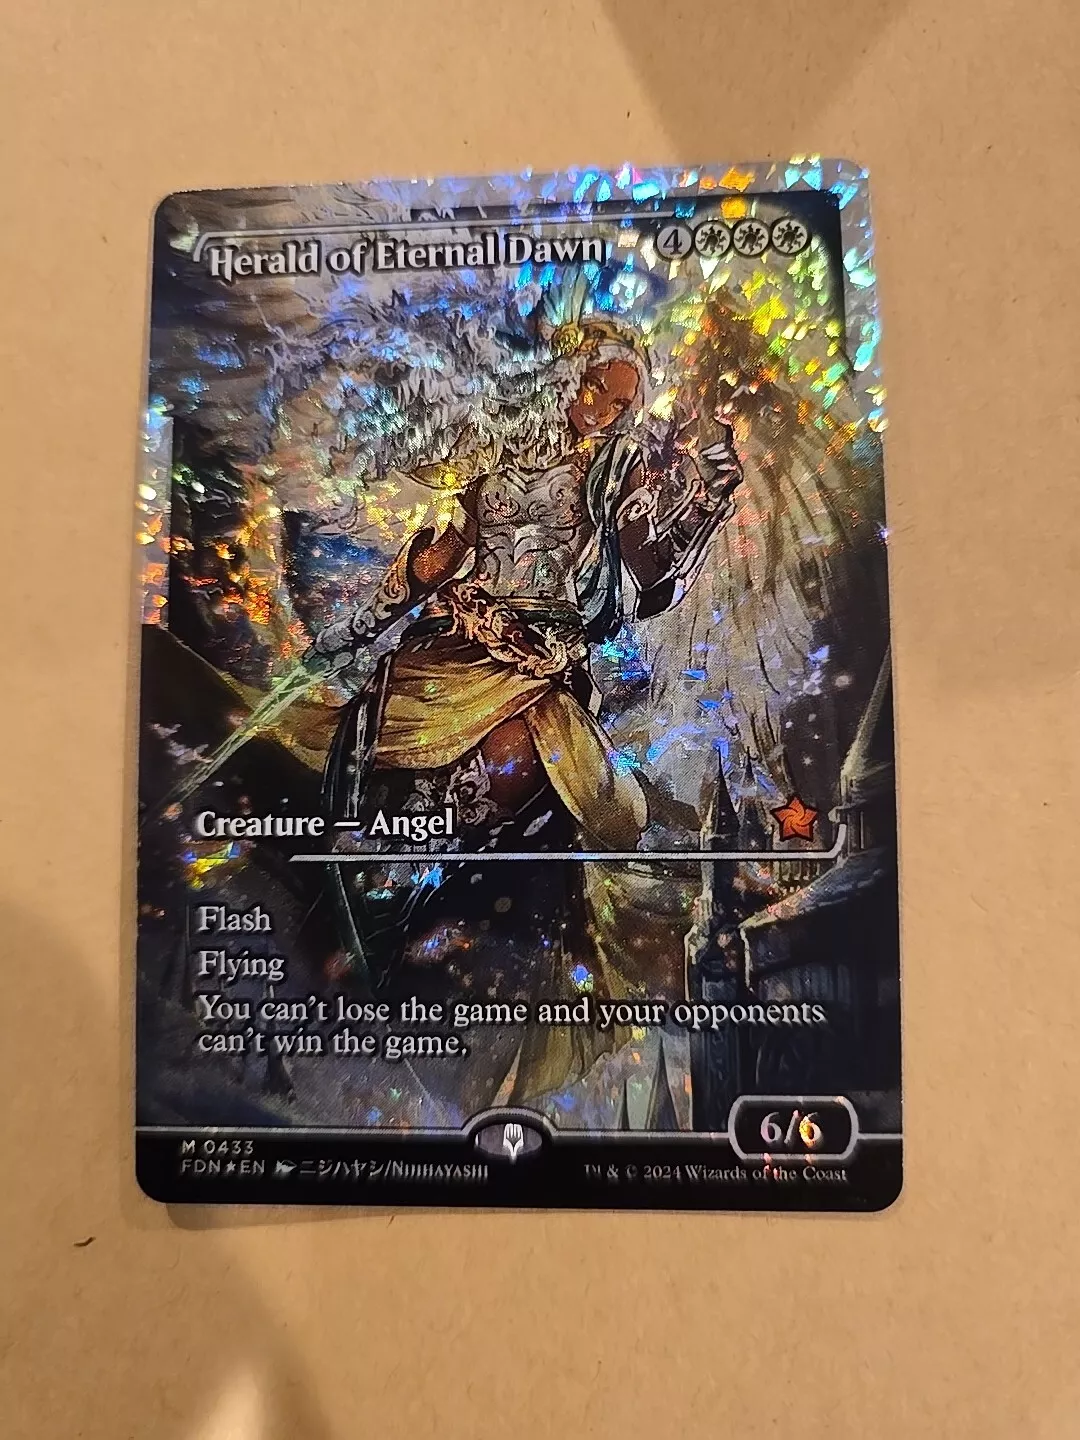 Herald of Eternal Dawn 4
Creature — Angel
Flash
Flying
You can't lose the game and your opponents
can't win the game.
6/6
M 0433
FDN★EN ニジハヤシ/NIJIHAYASHI
™ & © 2024 Wizards of the Coast